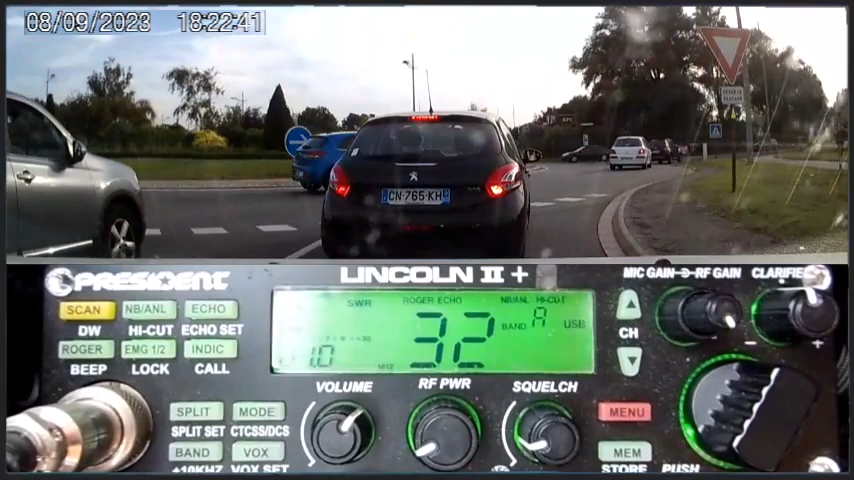 08/09/2023 18:22:41
CN-765-KH
PRESIDENT
LINCOLN II +
MIC GAIN RF GAIN CLARIFIER
SCAN NB/ANL ECHO
DW HI-CUT ECHO SET
ROGER EMG 1/2 INDIC
BEEP LOCK CALL
SWR ROGER ECHO NB/ANL HI-CUT
32 BAND A USB
1.0 MHZ
CH
- +
VOLUME RF PWR SQUELCH
SPLIT MODE
SPLIT SET CTCSS/DCS
BAND VOX
+10KHZ VOX SET
MENU
MEM
STORE PUSH